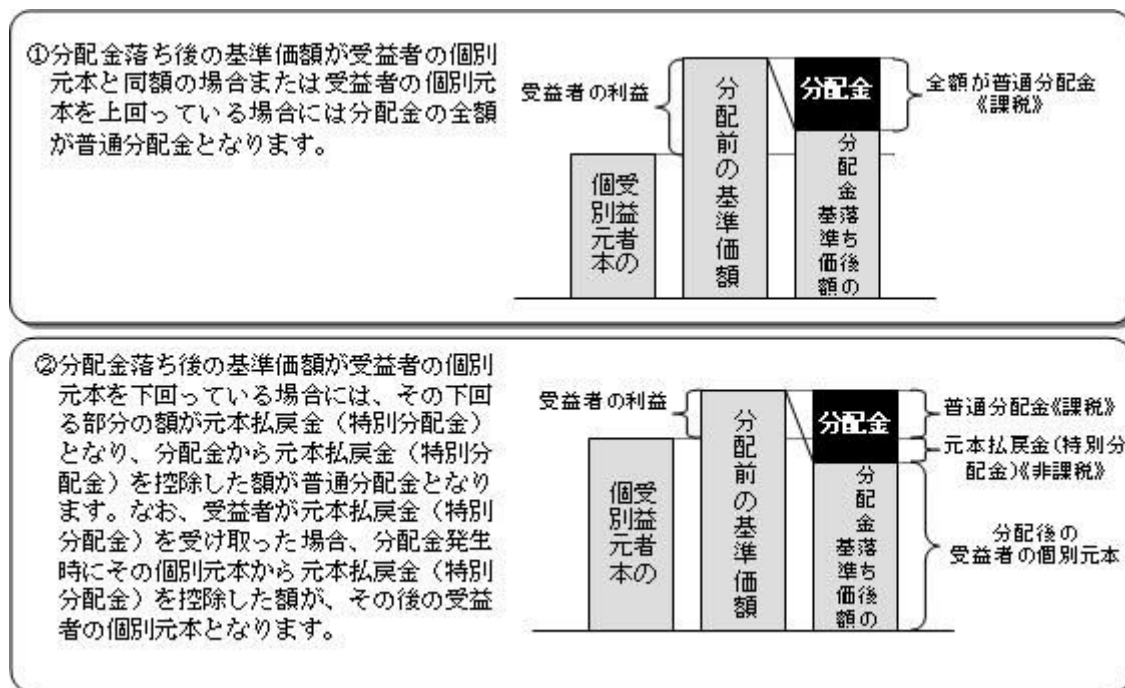 ①分配金落ち後の基準価額が受益者の個別
元本と同額の場合または受益者の個別元
本を上回っている場合には分配金の全額
が普通分配金となります。
受益者の利益
受益者の
個別元本
分配前の基準価額
分配金
分配金落ち後の
基準価額
全額が普通分配金
《課税》
②分配金落ち後の基準価額が受益者の個別
元本を下回っている場合には、その下回
る部分の額が元本払戻金（特別分配金）
となり、分配金から元本払戻金（特別分
配金）を控除した額が普通分配金となり
ます。なお、受益者が元本払戻金（特別
分配金）を受け取った場合、分配金発生
時にその個別元本から元本払戻金（特別
分配金）を控除した額が、その後の受益
者の個別元本となります。
受益者の利益
受益者の
個別元本
分配前の基準価額
分配金
分配金落ち後の
基準価額
普通分配金《課税》
元本払戻金（特別分
配金）《非課税》
分配後の
受益者の個別元本